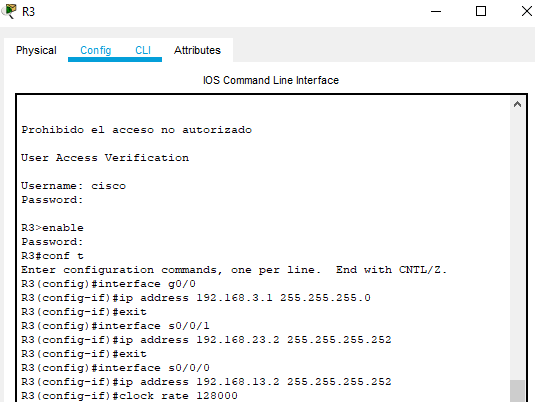 R3
Physical Config CLI Attributes
IOS Command Line Interface
Prohibido el acceso no autorizado
User Access Verification
Username: cisco
Password:
R3>enable
Password:
R3#conf t
Enter configuration commands, one per line.  End with CNTL/Z.
R3(config)#interface g0/0
R3(config-if)#ip address 192.168.3.1 255.255.255.0
R3(config-if)#exit
R3(config)#interface s0/0/1
R3(config-if)#ip address 192.168.23.2 255.255.255.252
R3(config-if)#exit
R3(config)#interface s0/0/0
R3(config-if)#ip address 192.168.13.2 255.255.255.252
R3(config-if)#clock rate 128000